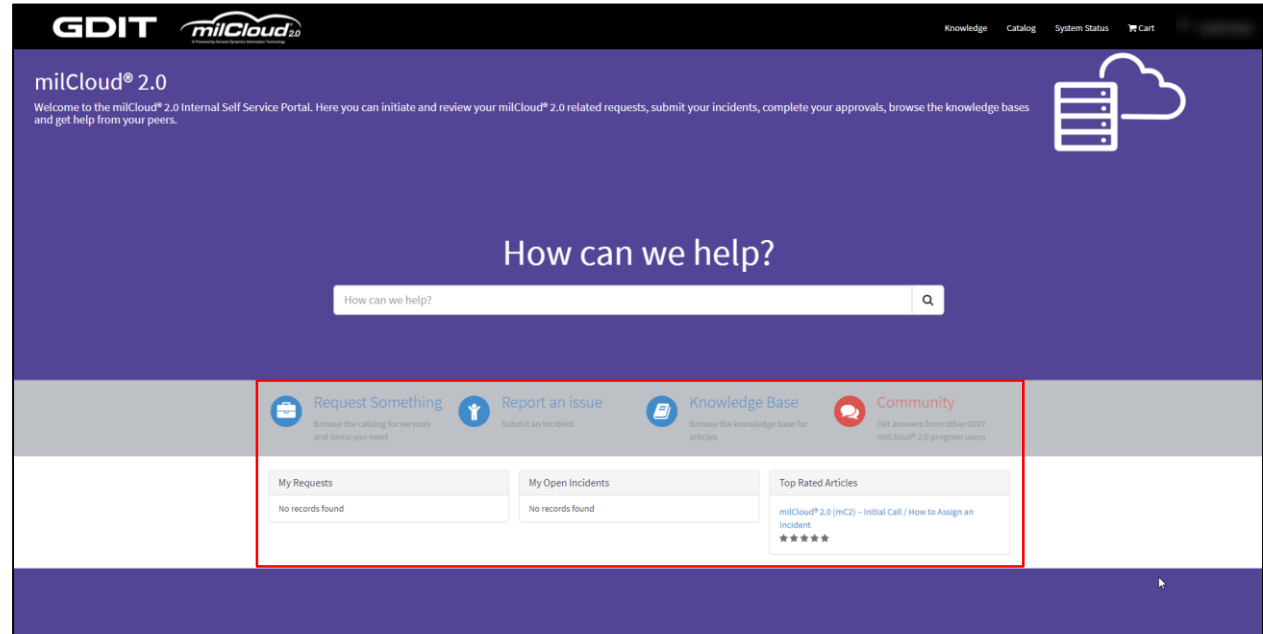 GDIT milCloud 2.0
Knowledge Catalog System Status Cart
milCloud® 2.0
Welcome to the milCloud® 2.0 Internal Self Service Portal. Here you can initiate and review your milCloud® 2.0 related requests, submit your incidents, complete your approvals, browse the knowledge bases
and get help from your peers.
How can we help?
How can we help?
Request Something
Browse the catalog for services
and items you need
Report an issue
Submit an Incident
Knowledge Base
Browse the knowledge base for
articles
Community
Get answers from other GDIT
milCloud® 2.0 program users
My Requests
No records found
My Open Incidents
No records found
Top Rated Articles
milCloud® 2.0 (mC2) – Initial Call / How to Assign an
Incident